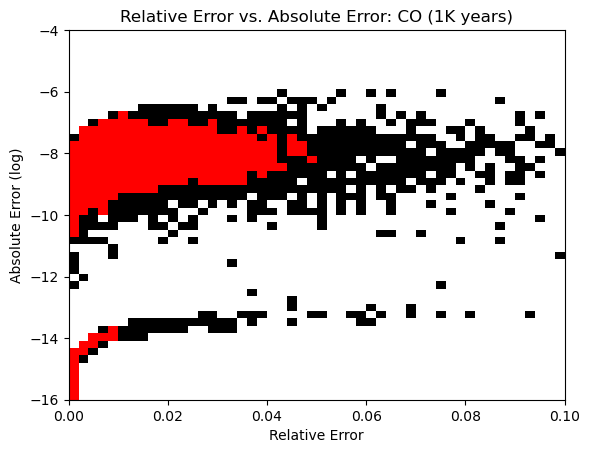 Relative Error vs. Absolute Error: CO (1K years)
−4
−6
−8
−10
−12
−14
−16
Absolute Error (log)
0.00 0.02 0.04 0.06 0.08 0.10
Relative Error